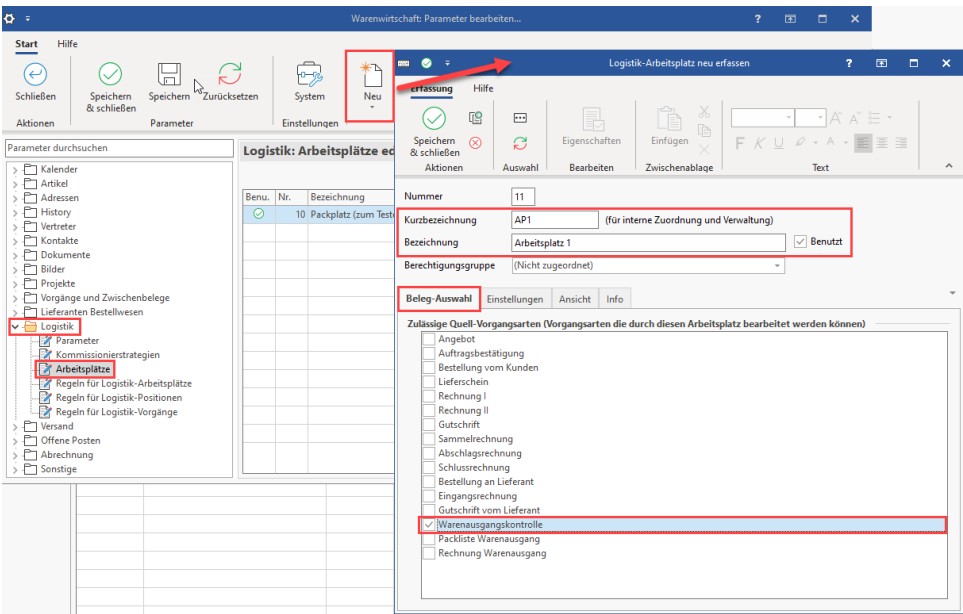 Warenwirtschaft: Parameter bearbeiten...
?
Start Hilfe
Schließen
Speichern
& schließen
Speichern
Zurücksetzen
System
Neu
Aktionen
Parameter
Einstellungen
Parameter durchsuchen
Kalender
Artikel
Adressen
History
Vertreter
Kontakte
Dokumente
Bilder
Projekte
Vorgänge und Zwischenbelege
Lieferanten Bestellwesen
Logistik
Parameter
Kommissionierstrategien
Arbeitsplätze
Regeln für Logistik-Arbeitsplätze
Regeln für Logistik-Positionen
Regeln für Logistik-Vorgänge
Versand
Offene Posten
Abrechnung
Sonstige
Logistik: Arbeitsplätze ed
Benu. Nr. Bezeichnung
10 Packplatz (zum Teste
Logistik-Arbeitsplatz neu erfassen
?
Erfassung Hilfe
Speichern
& schließen
Eigenschaften
Einfügen
F K U A
Aktionen
Auswahl
Bearbeiten
Zwischenablage
Text
Nummer 11
Kurzbezeichnung AP1 (für interne Zuordnung und Verwaltung)
Bezeichnung Arbeitsplatz 1 Benutzt
Berechtigungsgruppe (Nicht zugeordnet)
Beleg-Auswahl Einstellungen Ansicht Info
Zulässige Quell-Vorgangsarten (Vorgangsarten die durch diesen Arbeitsplatz bearbeitet werden können)
Angebot
Auftragsbestätigung
Bestellung vom Kunden
Lieferschein
Rechnung I
Rechnung II
Gutschrift
Sammelrechnung
Abschlagsrechnung
Schlussrechnung
Bestellung an Lieferant
Eingangsrechnung
Gutschrift vom Lieferant
Warenausgangskontrolle
Packliste Warenausgang
Rechnung Warenausgang